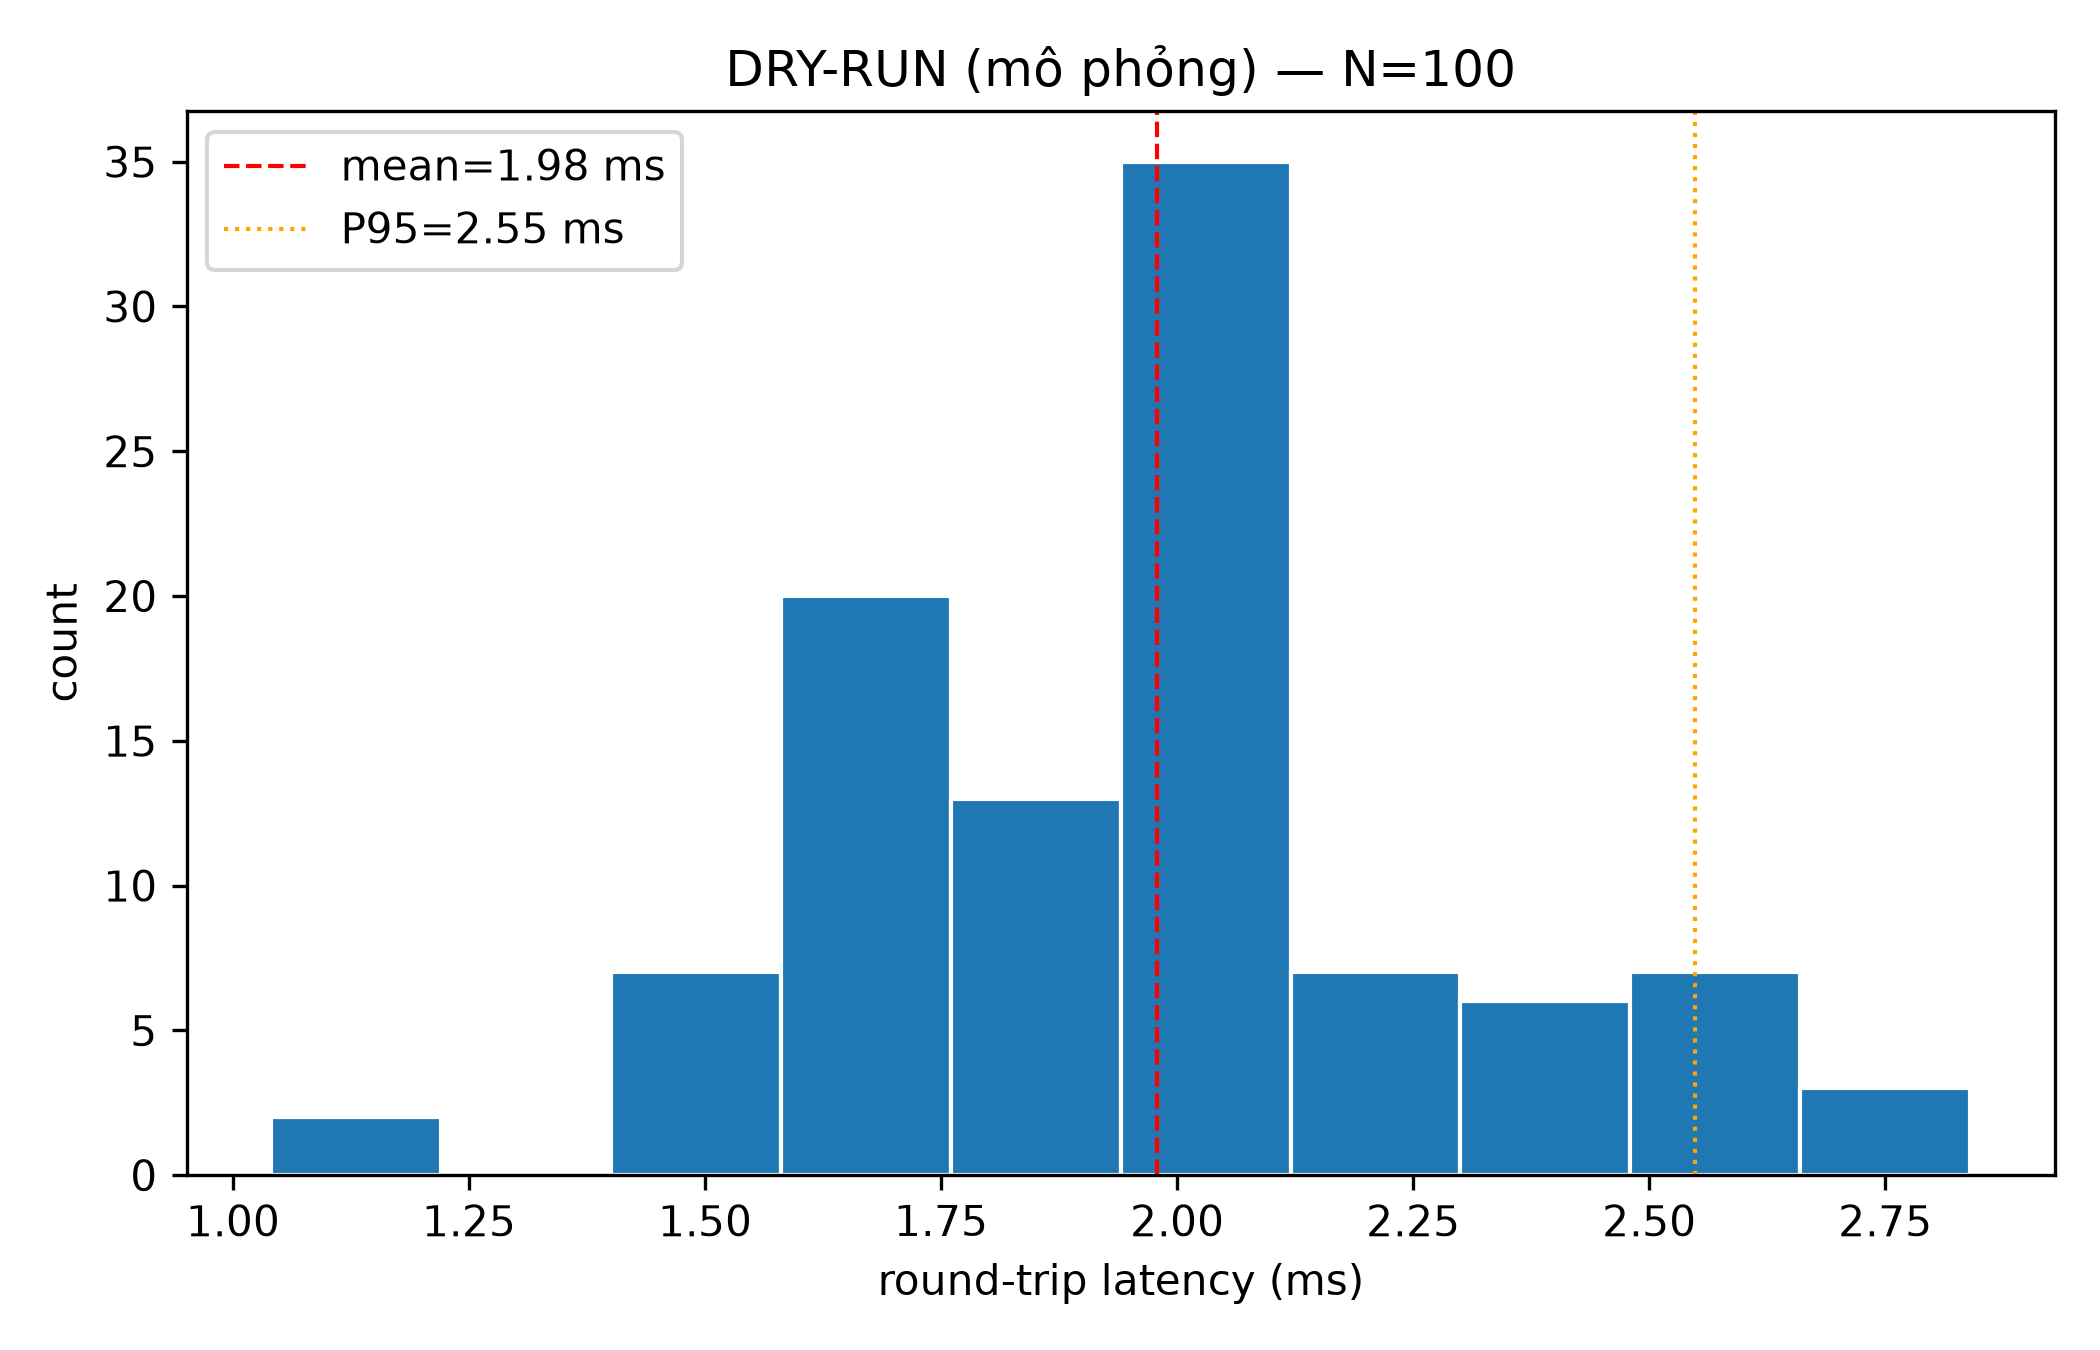 DRY-RUN (mô phỏng) — N=100
mean=1.98 ms
P95=2.55 ms
35
30
25
20
15
10
5
0
count
1.00 1.25 1.50 1.75 2.00 2.25 2.50 2.75
round-trip latency (ms)